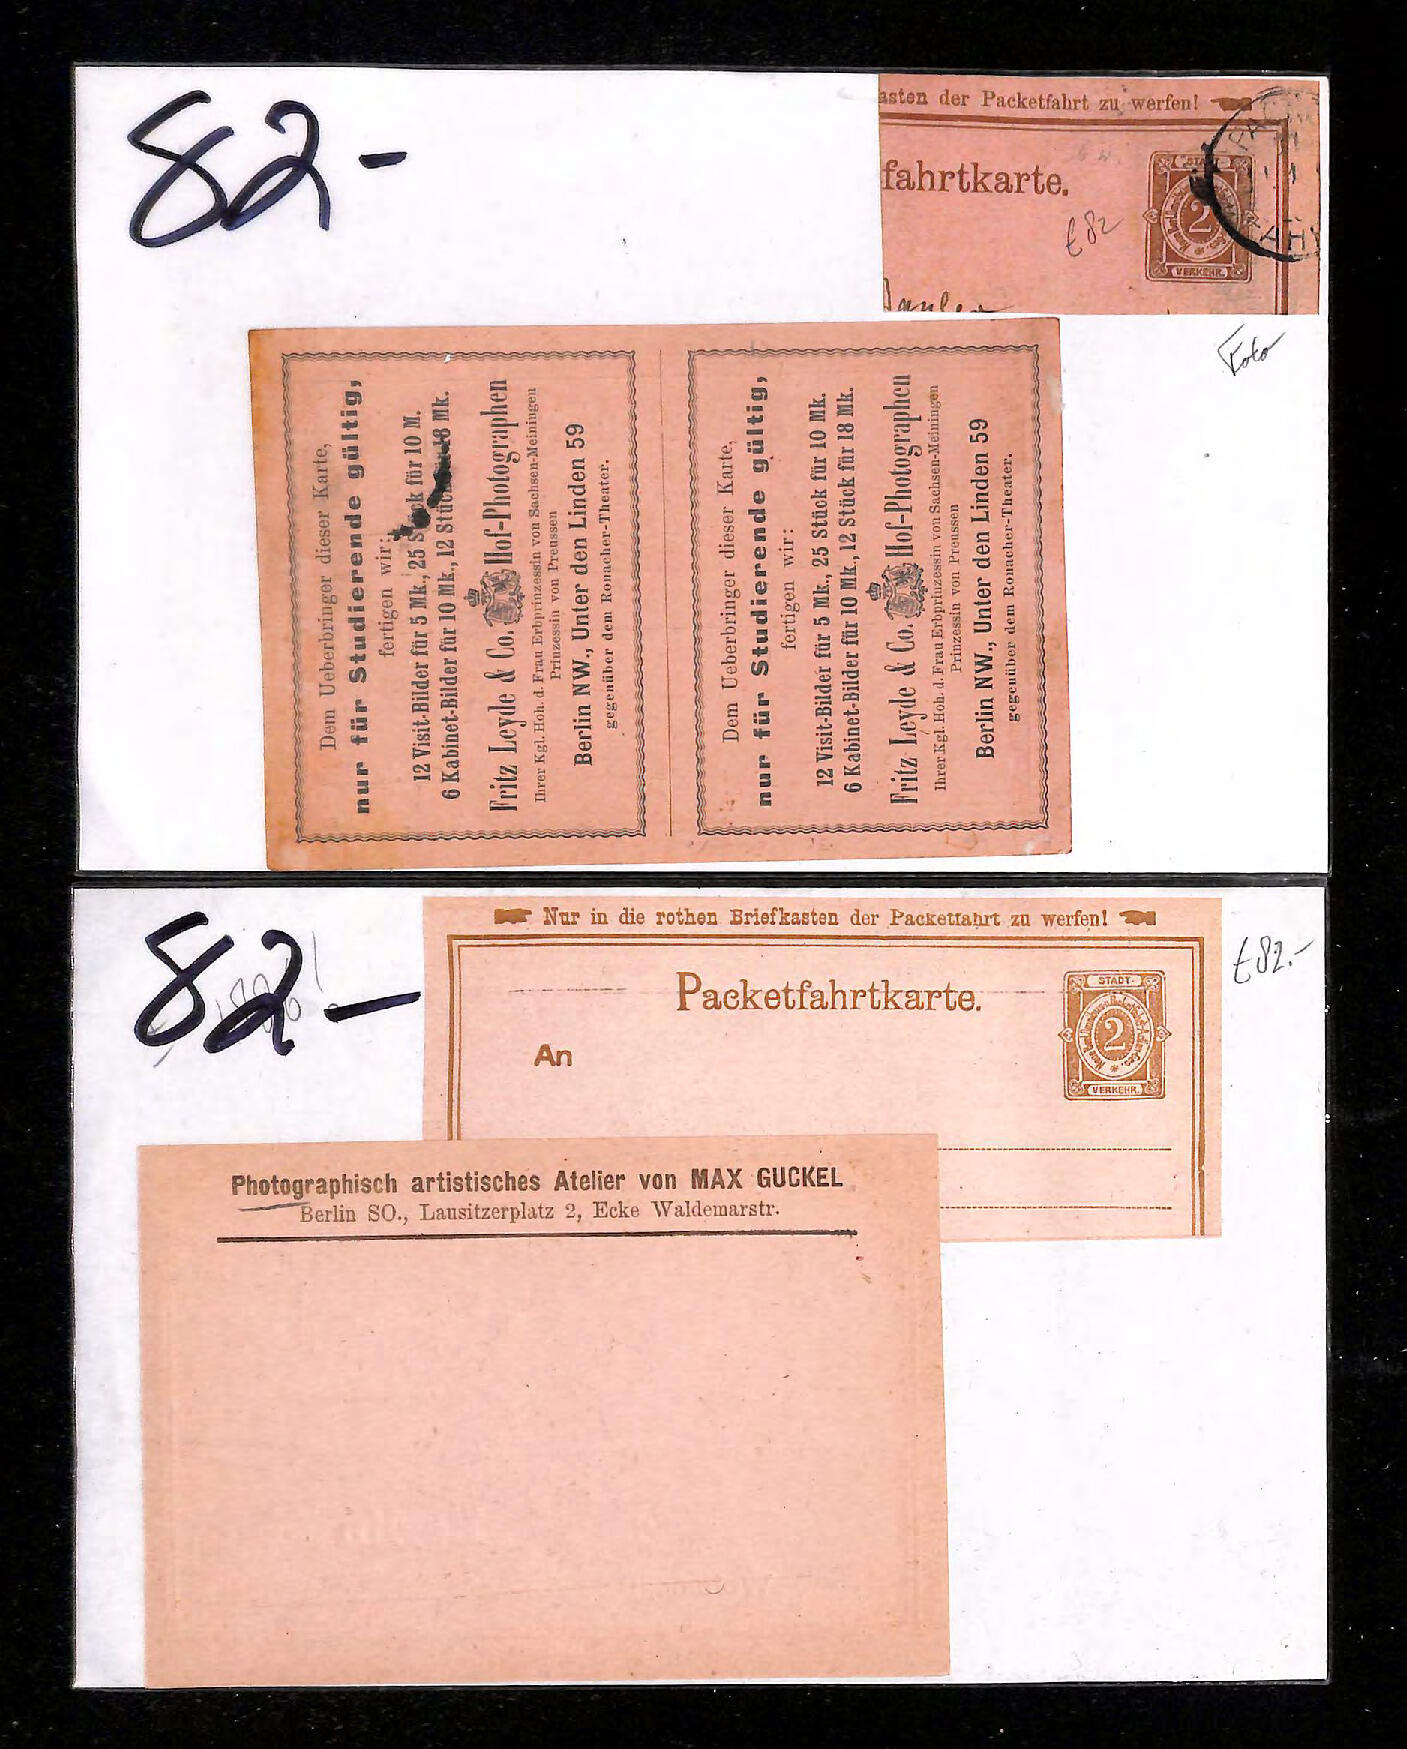 82-
asten der Packetfahrt zu werfen!
fahrtkarte.
€ 82
STADT-
2
VERKEHR.
Foto
Dem Ueberbringer dieser Karte,
nur für Studierende gültig,
fertigen wir:
12 Visit-Bilder für 5 Mk., 25 Stück für 10 M.
6 Kabinet-Bilder für 10 Mk., 12 Stück für 18 Mk.
Fritz Leyde & Co. Hof-Photographen
Ihrer Kgl. Hoh. d. Frau Erbprinzessin von Sachsen-Meiningen
Prinzessin von Preussen
Berlin NW., Unter den Linden 59
gegenüber dem Ronacher-Theater.
Dem Ueberbringer dieser Karte,
nur für Studierende gültig,
fertigen wir:
12 Visit-Bilder für 5 Mk., 25 Stück für 10 Mk.
6 Kabinet-Bilder für 10 Mk., 12 Stück für 18 Mk.
Fritz Leyde & Co. Hof-Photographen
Ihrer Kgl. Hoh. d. Frau Erbprinzessin von Sachsen-Meiningen
Prinzessin von Preussen
Berlin NW., Unter den Linden 59
gegenüber dem Ronacher-Theater.
82-
Nur in die rothen Briefkasten der Packetfahrt zu werfen!
€82.-
Packetfahrtkarte.
An
STADT-
2
VERKEHR.
Photographisch artistisches Atelier von MAX GUCKEL
Berlin SO., Lausitzerplatz 2, Ecke Waldemarstr.